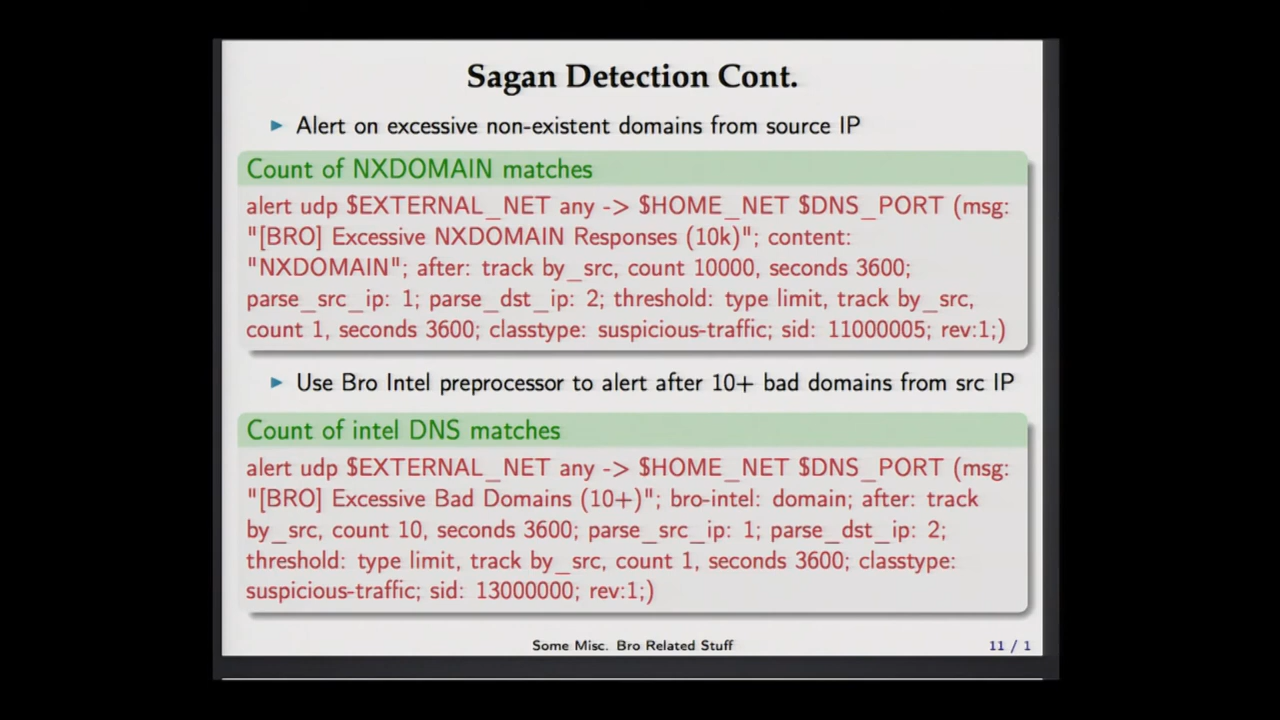 Sagan Detection Cont.
Alert on excessive non-existent domains from source IP
Count of NXDOMAIN matches
alert udp $EXTERNAL_NET any -> $HOME_NET $DNS_PORT (msg:
"[BRO] Excessive NXDOMAIN Responses (10k)"; content:
"NXDOMAIN"; after: track by_src, count 10000, seconds 3600;
parse_src_ip: 1; parse_dst_ip: 2; threshold: type limit, track by_src,
count 1, seconds 3600; classtype: suspicious-traffic; sid: 11000005; rev:1;)
Use Bro Intel preprocessor to alert after 10+ bad domains from src IP
Count of intel DNS matches
alert udp $EXTERNAL_NET any -> $HOME_NET $DNS_PORT (msg:
"[BRO] Excessive Bad Domains (10+)"; bro-intel: domain; after: track
by_src, count 10, seconds 3600; parse_src_ip: 1; parse_dst_ip: 2;
threshold: type limit, track by_src, count 1, seconds 3600; classtype:
suspicious-traffic; sid: 13000000; rev:1;)
Some Misc. Bro Related Stuff
11 / 1